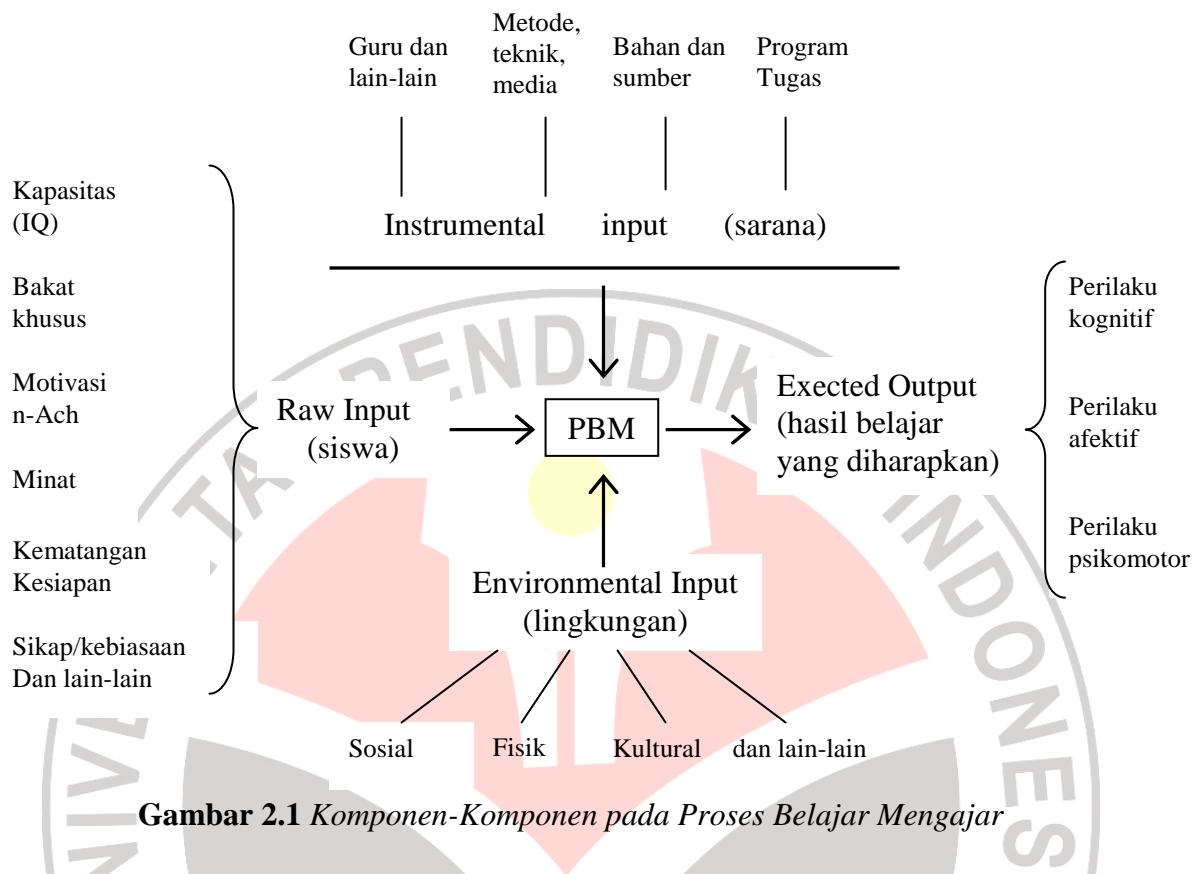 Guru dan
lain-lain
Metode,
teknik,
media
Bahan dan
sumber
Program
Tugas
Instrumental input (sarana)
Kapasitas
(IQ)
Bakat
khusus
Motivasi
n-Ach
Minat
Kematangan
Kesiapan
Sikap/kebiasaan
Dan lain-lain
Raw Input
(siswa)
PBM
Exected Output
(hasil belajar
yang diharapkan)
Perilaku
kognitif
Perilaku
afektif
Perilaku
psikomotor
Environmental Input
(lingkungan)
Sosial
Fisik
Kultural
dan lain-lain
Gambar 2.1 Komponen-Komponen pada Proses Belajar Mengajar